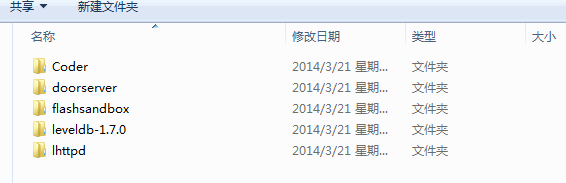 共享 新建文件夹
名称 修改日期 类型 大小
Coder 2014/3/21 星期... 文件夹
doorserver 2014/3/21 星期... 文件夹
flashsandbox 2014/3/21 星期... 文件夹
leveldb-1.7.0 2014/3/21 星期... 文件夹
lhttpd 2014/3/21 星期... 文件夹